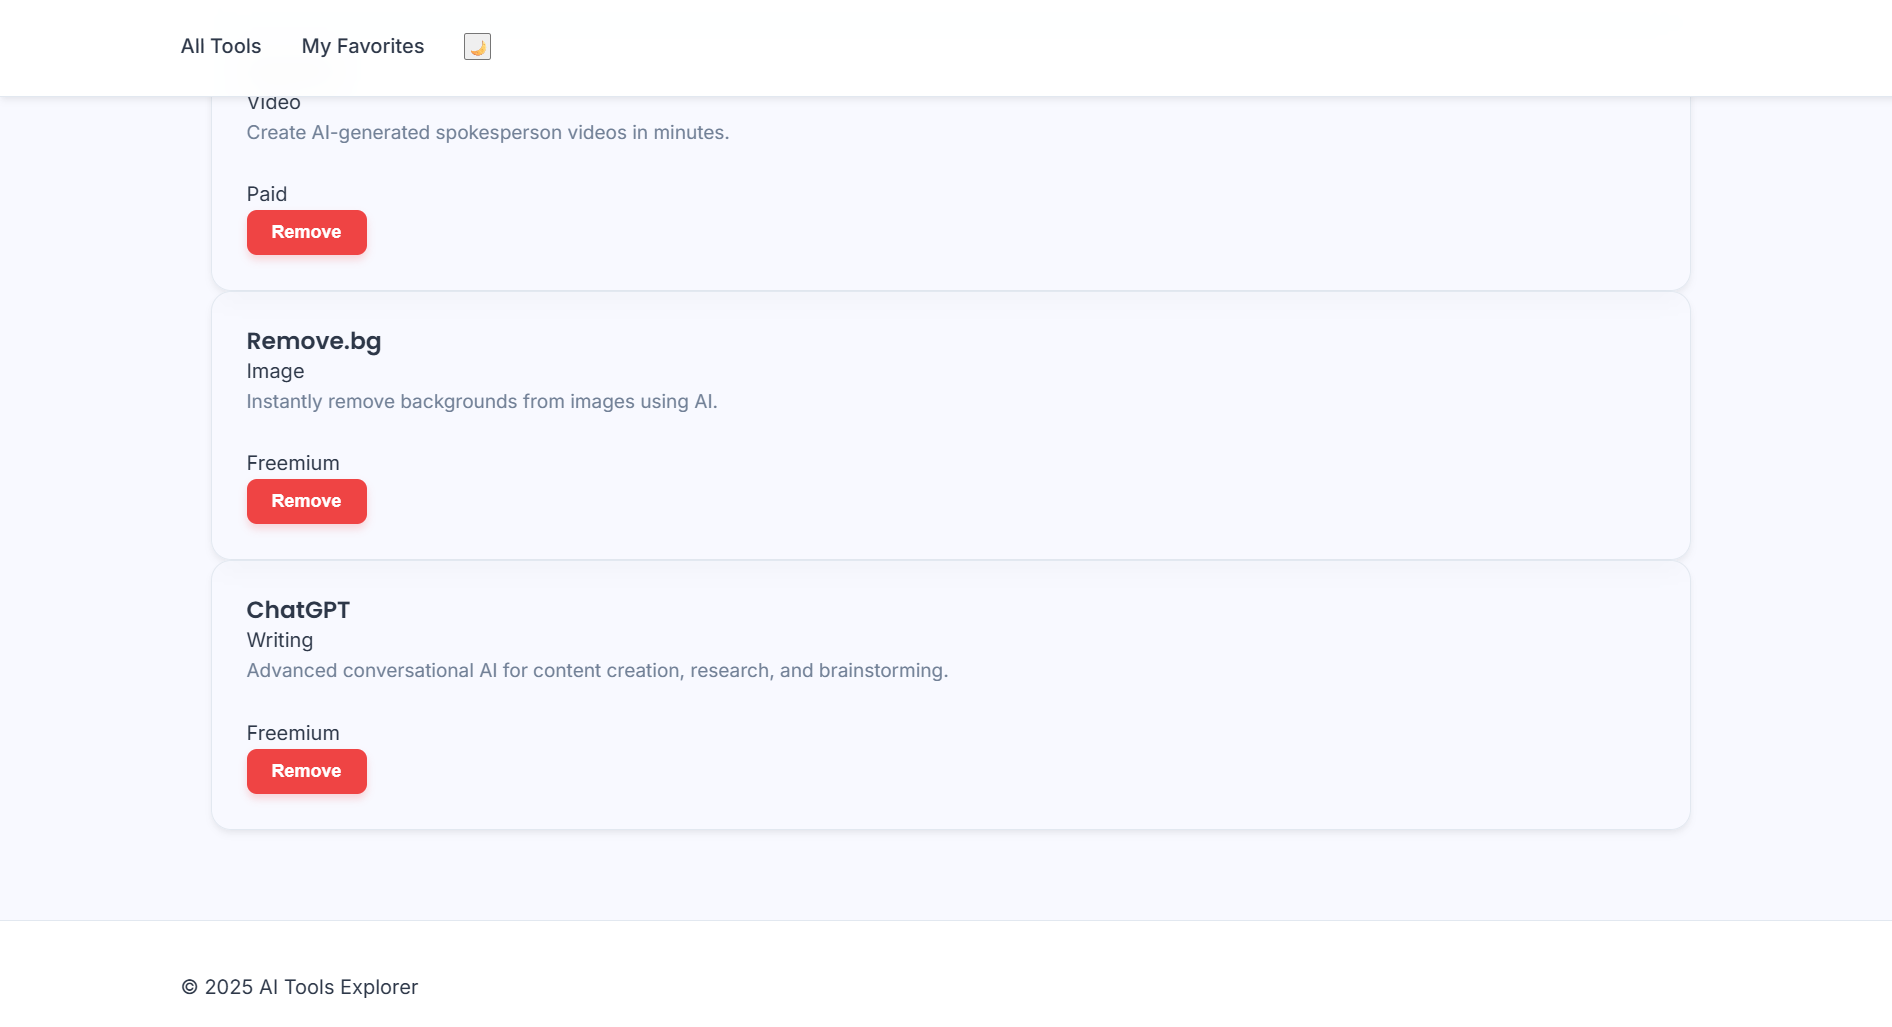 All Tools
My Favorites
🌙
Video
Create AI-generated spokesperson videos in minutes.
Paid
Remove
Remove.bg
Image
Instantly remove backgrounds from images using AI.
Freemium
Remove
ChatGPT
Writing
Advanced conversational AI for content creation, research, and brainstorming.
Freemium
Remove
© 2025 AI Tools Explorer